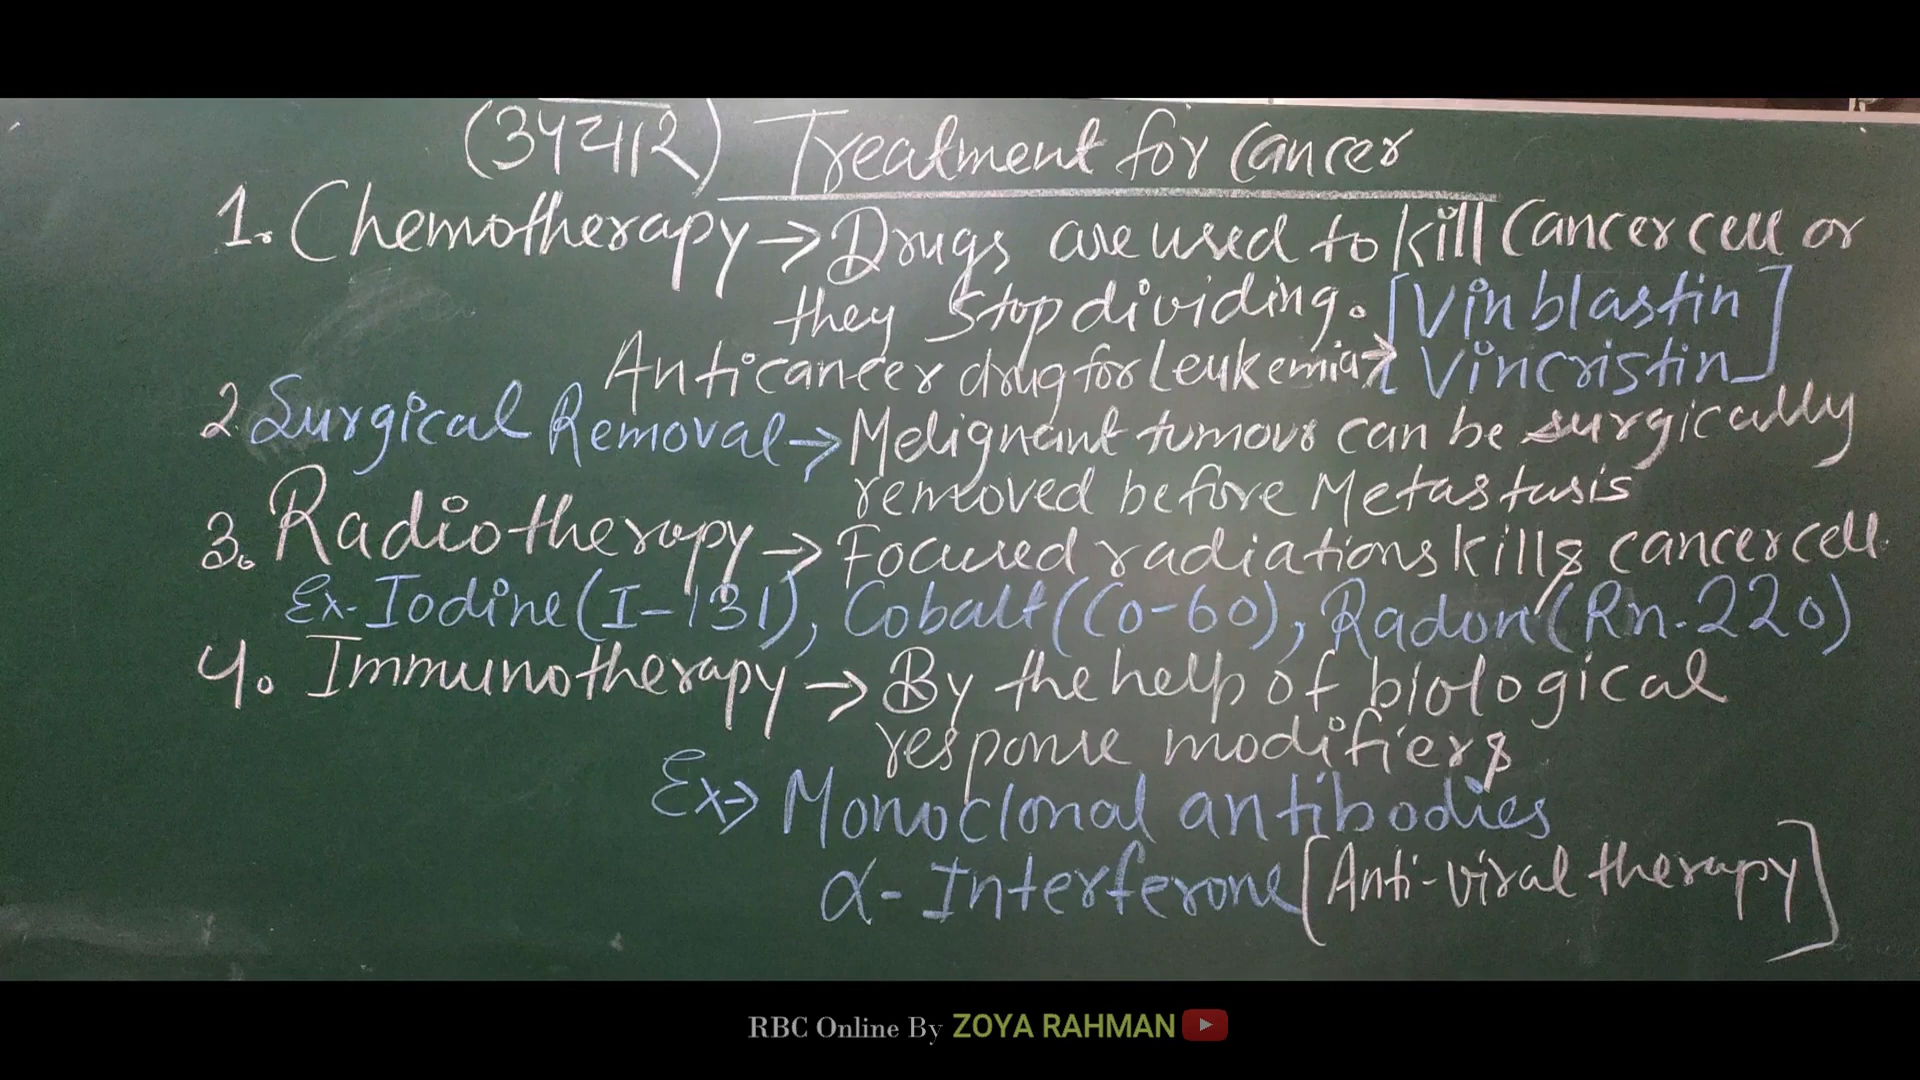 (उपचार) Treatment for Cancer
1. Chemotherapy → Drugs are used to kill Cancer cell or
they stop dividing. [Vinblastin
Anticancer drug for Leukemia → Vincristin]
2. Surgical Removal → Melignant tumour can be surgically
removed before Metastasis
3. Radiotherapy → Focused radiations kills cancer cell.
Ex- Iodine (I-131), Cobalt (Co-60), Radon (Rn-220)
4. Immunotherapy → By the help of biological
response modifiers
Ex → Monoclonal antibodies
α- Interferone [Anti-viral therapy]
RBC Online By ZOYA RAHMAN